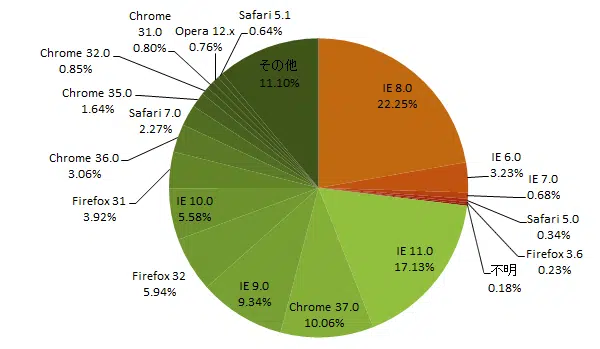 IE 8.0
22.25%
IE 6.0
3.23%
IE 7.0
0.68%
Safari 5.0
0.34%
Firefox 3.6
0.23%
不明
0.18%
IE 11.0
17.13%
Chrome 37.0
10.06%
IE 9.0
9.34%
Firefox 32
5.94%
IE 10.0
5.58%
Firefox 31
3.92%
Chrome 36.0
3.06%
Safari 7.0
2.27%
Chrome 35.0
1.64%
Chrome 32.0
0.85%
Chrome
31.0
0.80%
Opera 12.x
0.76%
Safari 5.1
0.64%
その他
11.10%